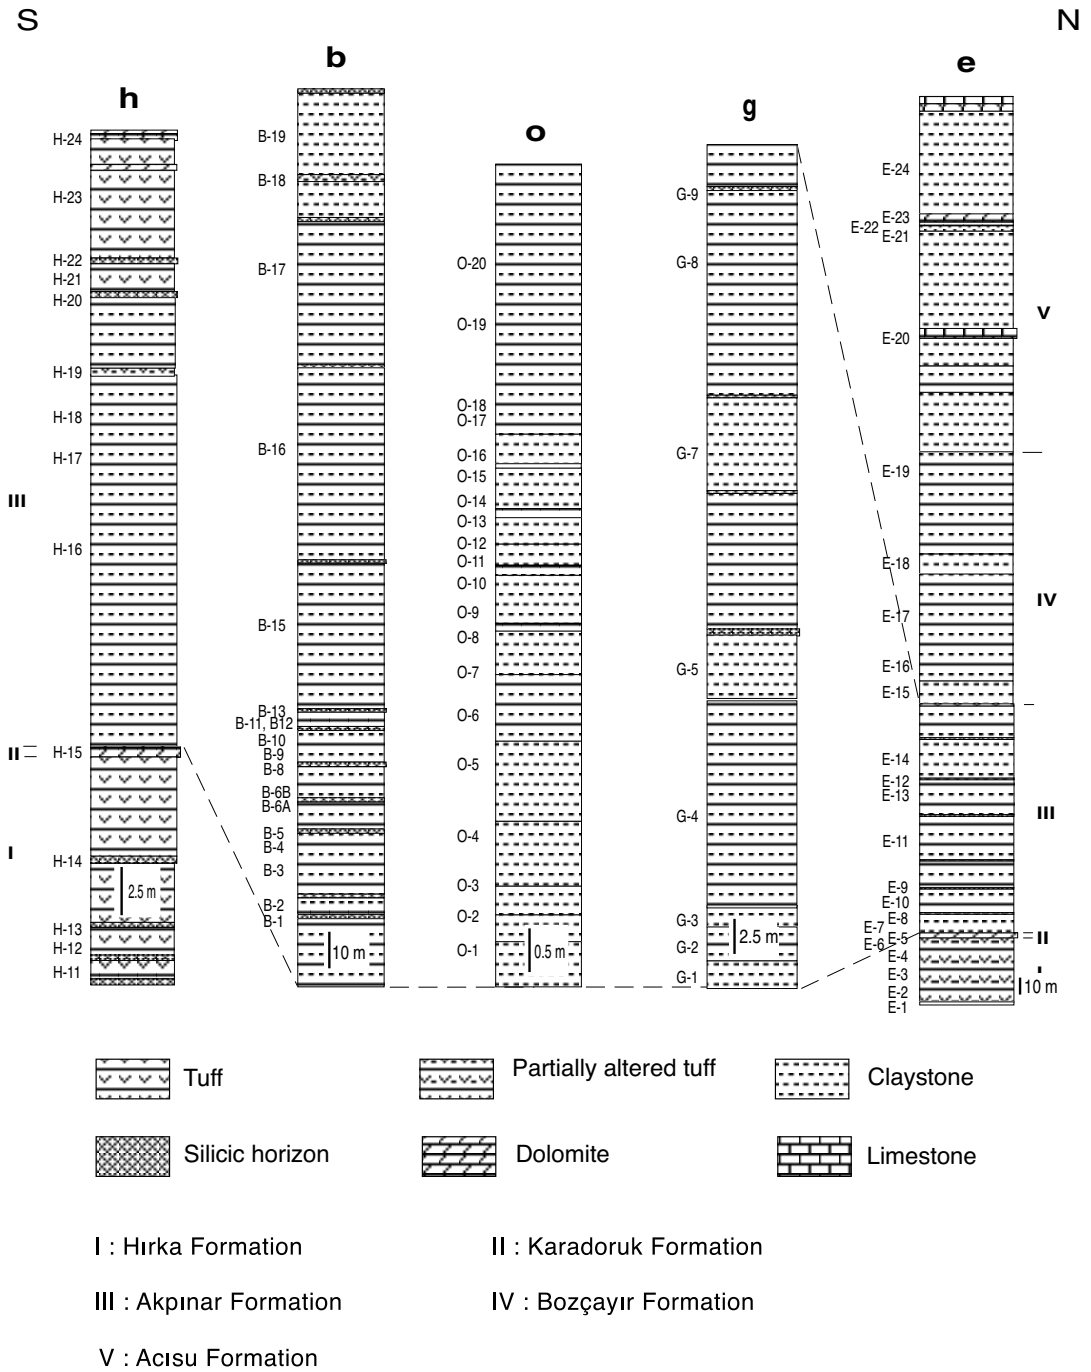 S N
h b o g e
H-24
H-23
H-22
H-21
H-20
H-19
H-18
H-17
H-16
H-15
H-14
H-13
H-12
H-11
III
II
I
2.5 m
B-19
B-18
B-17
B-16
B-15
B-13
B-11, B12
B-10
B-9
B-8
B-6B
B-6A
B-5
B-4
B-3
B-2
B-1
10 m
O-20
O-19
O-18
O-17
O-16
O-15
O-14
O-13
O-12
O-11
O-10
O-9
O-8
O-7
O-6
O-5
O-4
O-3
O-2
O-1
0.5 m
G-9
G-8
G-7
G-5
G-4
G-3
G-2
G-1
2.5 m
E-24
E-23
E-22
E-21
E-20
E-19
E-18
E-17
E-16
E-15
E-14
E-12
E-13
E-11
E-9
E-10
E-8
E-7
E-5
E-6
E-4
E-3
E-2
E-1
V
IV
III
II
I
10 m
Tuff
Partially altered tuff
Claystone
Silicic horizon
Dolomite
Limestone
I : Hırka Formation
II : Karadoruk Formation
III : Akpınar Formation
IV : Bozçayır Formation
V : Acısu Formation